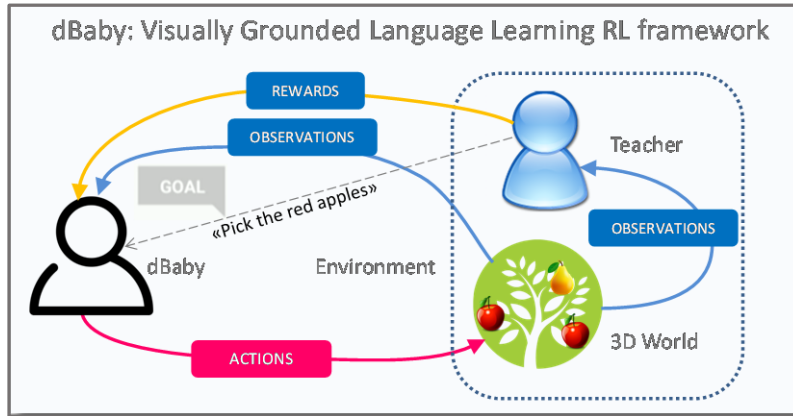 dBaby: Visually Grounded Language Learning RL framework
REWARDS
OBSERVATIONS
Teacher
GOAL
«Pick the red apples»
OBSERVATIONS
dBaby
Environment
3D World
ACTIONS